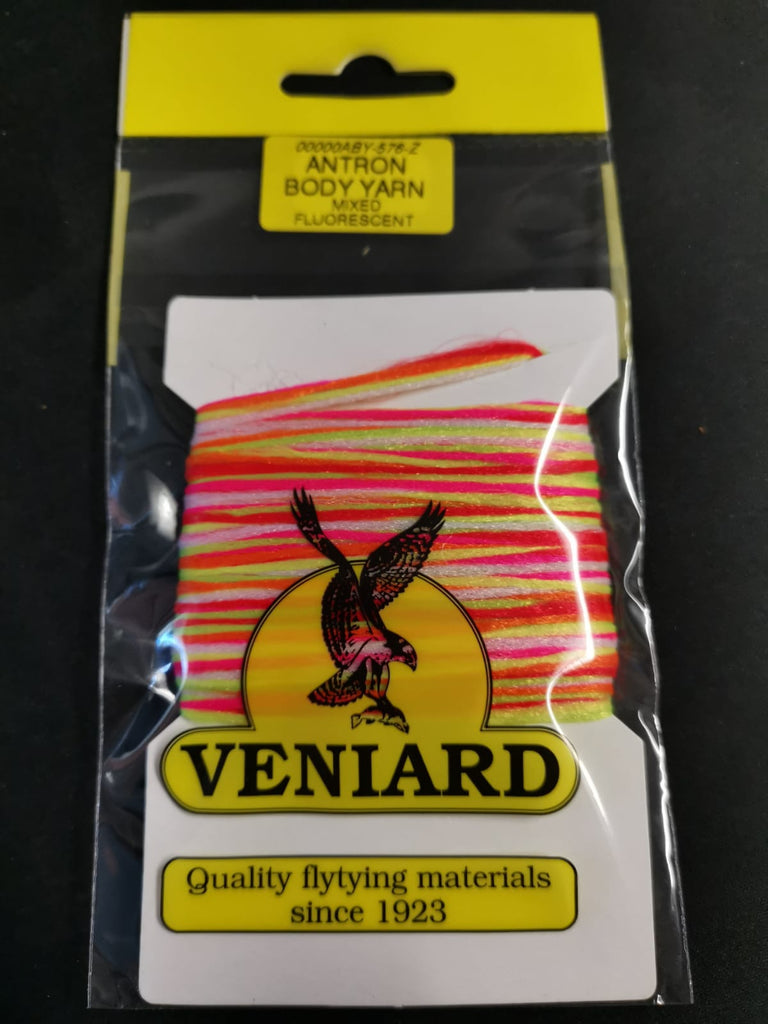 00000ABY-576-Z
ANTRON
BODY YARN
MIXED
FLUORESCENT
VENIARD
Quality flytying materials
since 1923